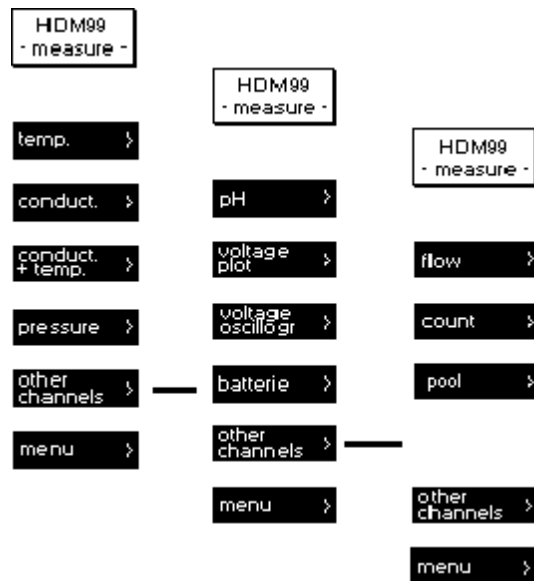 HDM99
- measure -
temp. >
conduct. >
conduct.
+ temp. >
pressure >
other
channels >
menu >
HDM99
- measure -
pH >
voltage
plot >
voltage
oscillogr >
batterie >
other
channels >
menu >
HDM99
- measure -
flow >
count >
pool >
other
channels >
menu >